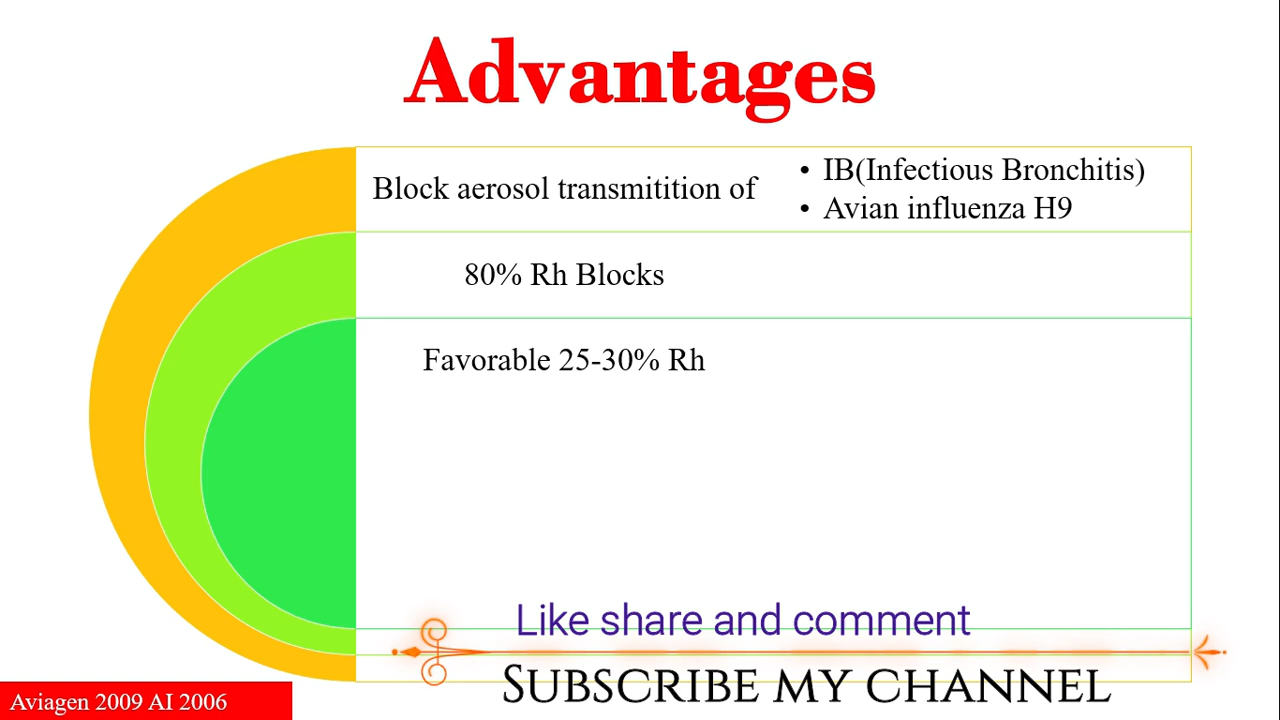 Advantages
Block aerosol transmitition of
• IB(Infectious Bronchitis)
• Avian influenza H9
80% Rh Blocks
Favorable 25-30% Rh
Like share and comment
Subscribe my channel
Aviagen 2009 AI 2006